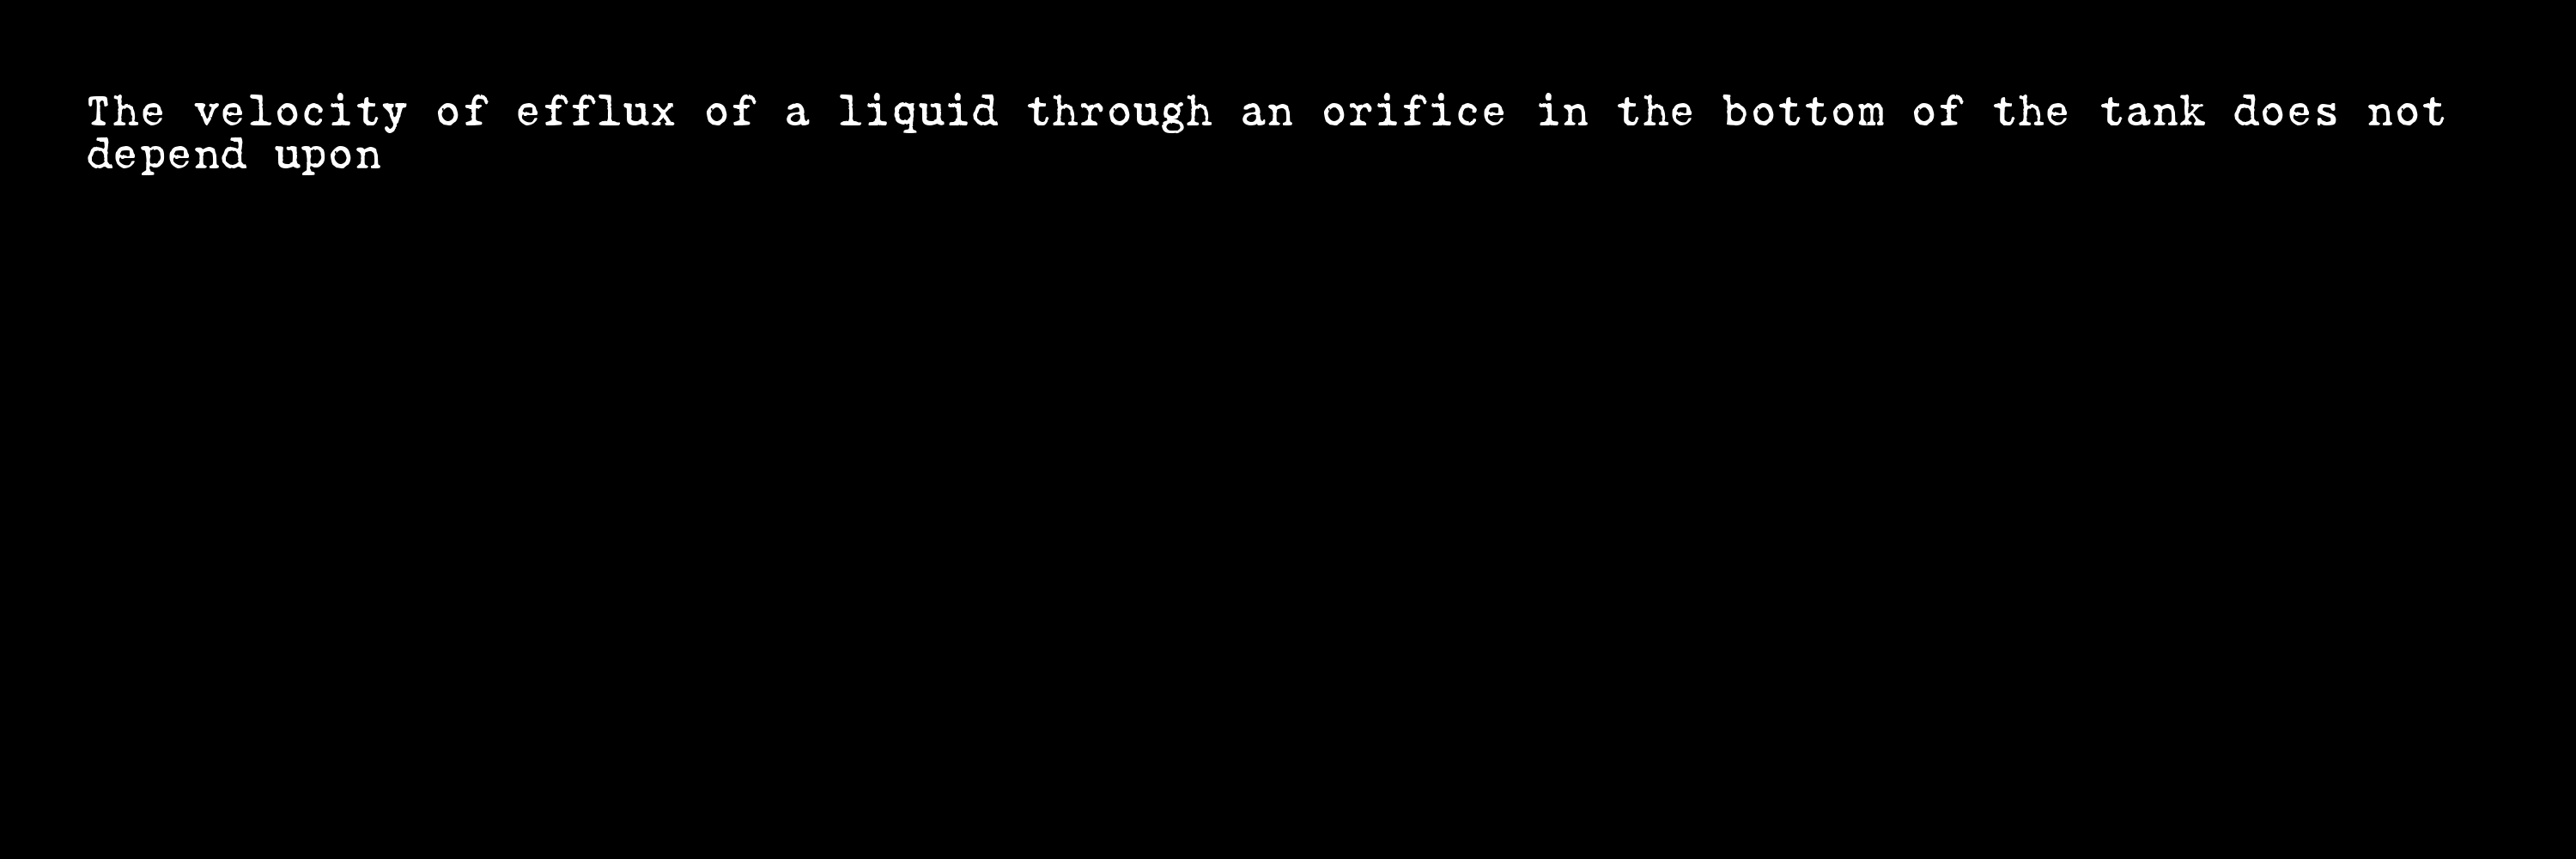 The velocity of efflux of a liquid through an orifice in the bottom of the tank does not
depend upon